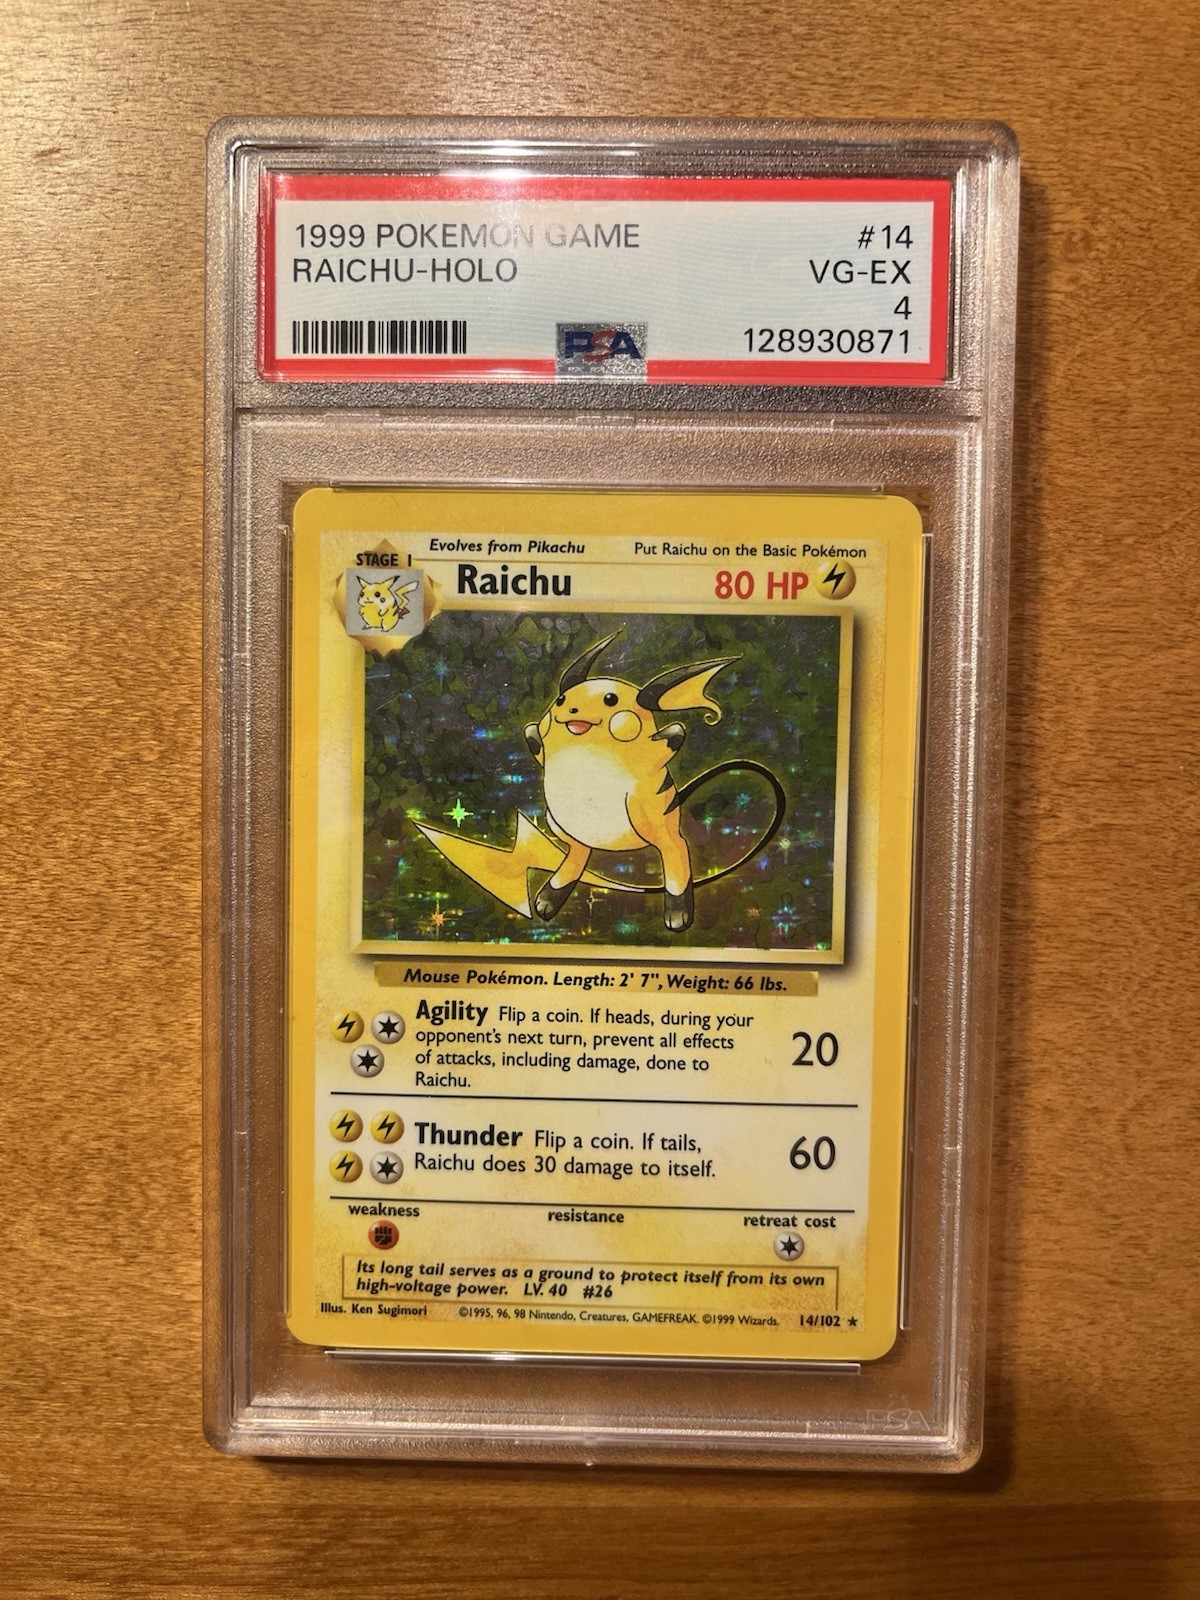 1999 POKEMON GAME #14
RAICHU-HOLO VG-EX
4
PSA 128930871
STAGE 1 Evolves from Pikachu Put Raichu on the Basic Pokémon
Raichu 80 HP
Mouse Pokémon. Length: 2' 7", Weight: 66 lbs.
Agility Flip a coin. If heads, during your
opponent's next turn, prevent all effects
of attacks, including damage, done to
Raichu.
20
Thunder Flip a coin. If tails,
Raichu does 30 damage to itself.
60
weakness resistance retreat cost
Its long tail serves as a ground to protect itself from its own
high-voltage power. LV. 40 #26
Illus. Ken Sugimori ©1995, 96, 98 Nintendo, Creatures, GAMEFREAK. ©1999 Wizards. 14/102 ★
PSA